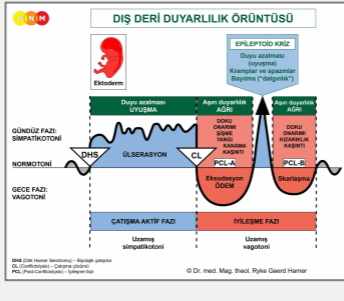 GNM
DIŞ DERİ DUYARLILIK ÖRÜNTÜSÜ
EPİLEPTOİD KRİZ
Duyu azalması
(uyuşma)
Kramplar ve spazmlar
Bayılma ("dalgınlık")
Ektoderm
Duyu azalması
UYUŞMA
Aşırı duyarlık
AĞRI
Aşırı duyarlık
AĞRI
DOKU
ONARIMI
ŞİŞME
YANGI
KANAMA
KAŞINTI
DOKU
ONARIMI
KIZARIKLIK
KAŞINTI
GÜNDÜZ FAZI:
SİMPATİKOTONİ
DHS
ÜLSERASYON
CL
PCL-A
PCL-B
NORMOTONİ
GECE FAZI:
VAGOTONİ
Eksudasyon
ÖDEM
Skarlaşma
ÇATIŞMA AKTİF FAZI
İYİLEŞME FAZI
Uzamış
simpatikotoni
Uzamış
vagotoni
DHS (Dirk Hamer Sendromu) – Biyolojik çatışma
CL (Conflictolysis) – Çatışma çözümü
PCL (Post-Conflictolysis) – İyileşme fazı
© Dr. med. Mag. theol. Ryke Geerd Hamer